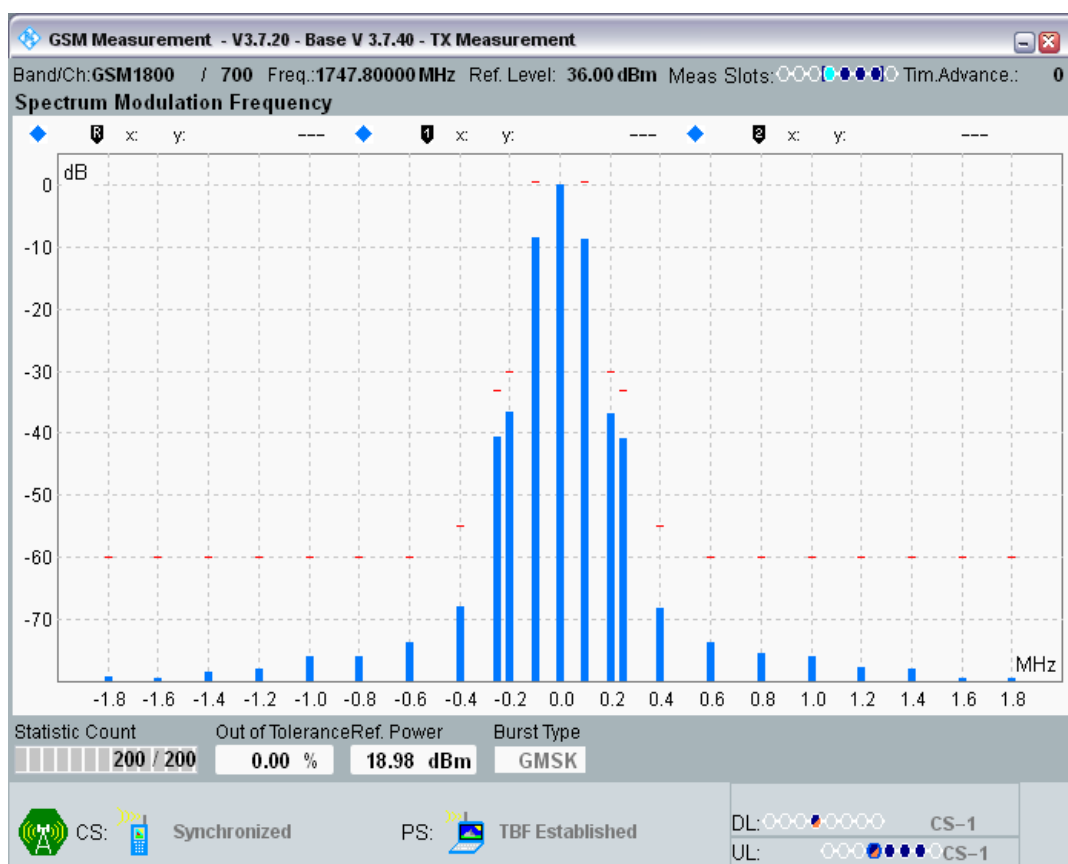 GSM Measurement - V3.7.20 - Base V 3.7.40 - TX Measurement
Band/Ch:GSM1800 / 700 Freq.:1747.80000MHz Ref. Level: 36.00dBm Meas Slots: Tim.Advance.: 0
Spectrum Modulation Frequency
R x: y: --- 1 x: y: --- 2 x: y: ---
dB
0
-10
-20
-30
-40
-50
-60
-70
MHz
-1.8 -1.6 -1.4 -1.2 -1.0 -0.8 -0.6 -0.4 -0.2 0.0 0.2 0.4 0.6 0.8 1.0 1.2 1.4 1.6 1.8
Statistic Count Out of Tolerance Ref. Power Burst Type
200 / 200 0.00 % 18.98 dBm GMSK
CS: Synchronized PS: TBF Established
DL: CS-1
UL: CS-1